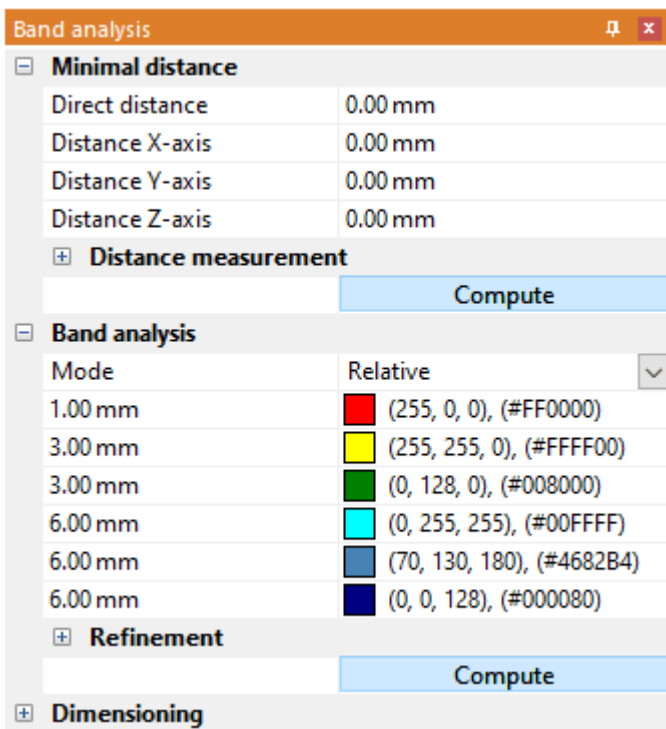 Band analysis
Minimal distance
Direct distance 0.00 mm
Distance X-axis 0.00 mm
Distance Y-axis 0.00 mm
Distance Z-axis 0.00 mm
Distance measurement
Compute
Band analysis
Mode Relative
1.00 mm (255, 0, 0), (#FF0000)
3.00 mm (255, 255, 0), (#FFFF00)
3.00 mm (0, 128, 0), (#008000)
6.00 mm (0, 255, 255), (#00FFFF)
6.00 mm (70, 130, 180), (#4682B4)
6.00 mm (0, 0, 128), (#000080)
Refinement
Compute
Dimensioning